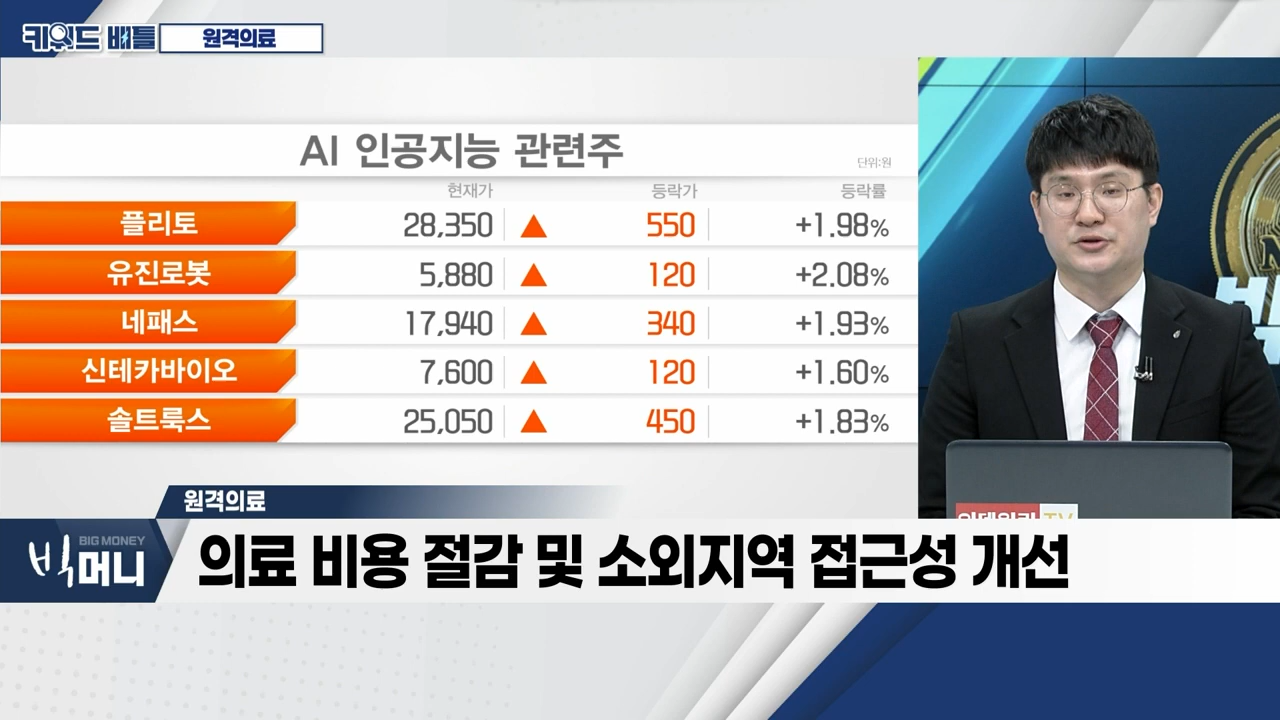 키워드 배틀 원격의료
AI 인공지능 관련주
단위:원
현재가 등락가 등락률
플리토 28,350 ▲ 550 +1.98%
유진로봇 5,880 ▲ 120 +2.08%
네패스 17,940 ▲ 340 +1.93%
신테카바이오 7,600 ▲ 120 +1.60%
솔트룩스 25,050 ▲ 450 +1.83%
원격의료
BIG MONEY
빅머니
의료 비용 절감 및 소외지역 접근성 개선